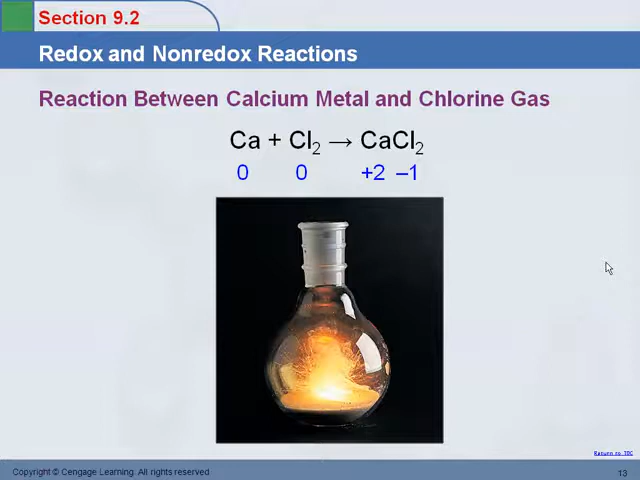 Section 9.2
Redox and Nonredox Reactions
Reaction Between Calcium Metal and Chlorine Gas
Ca + Cl₂ → CaCl₂
0 0 +2 –1
Return to TOC
Copyright © Cengage Learning. All rights reserved 13